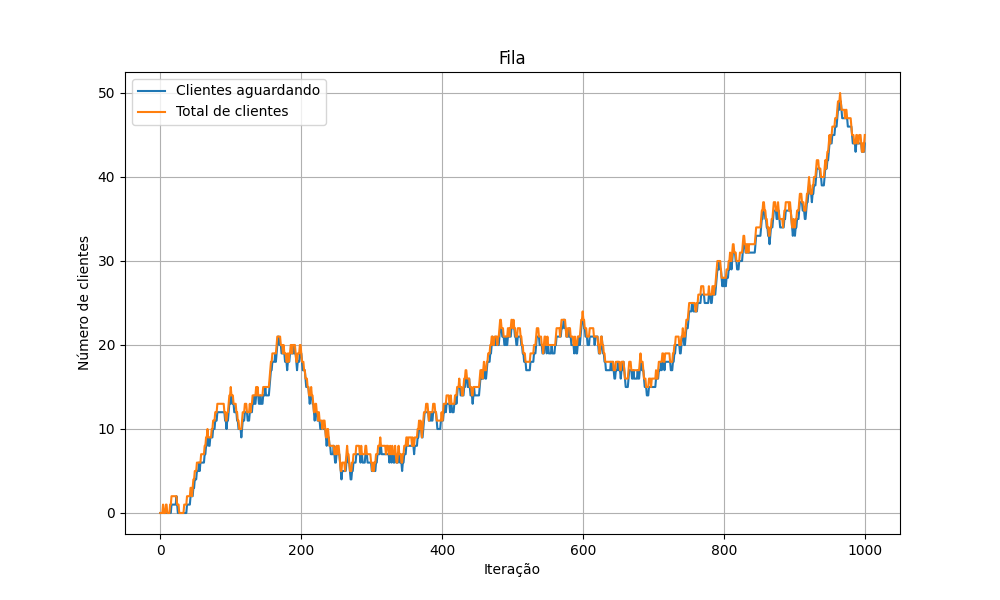 Fila
Clientes aguardando
Total de clientes
Número de clientes
50
40
30
20
10
0
0 200 400 600 800 1000
Iteração